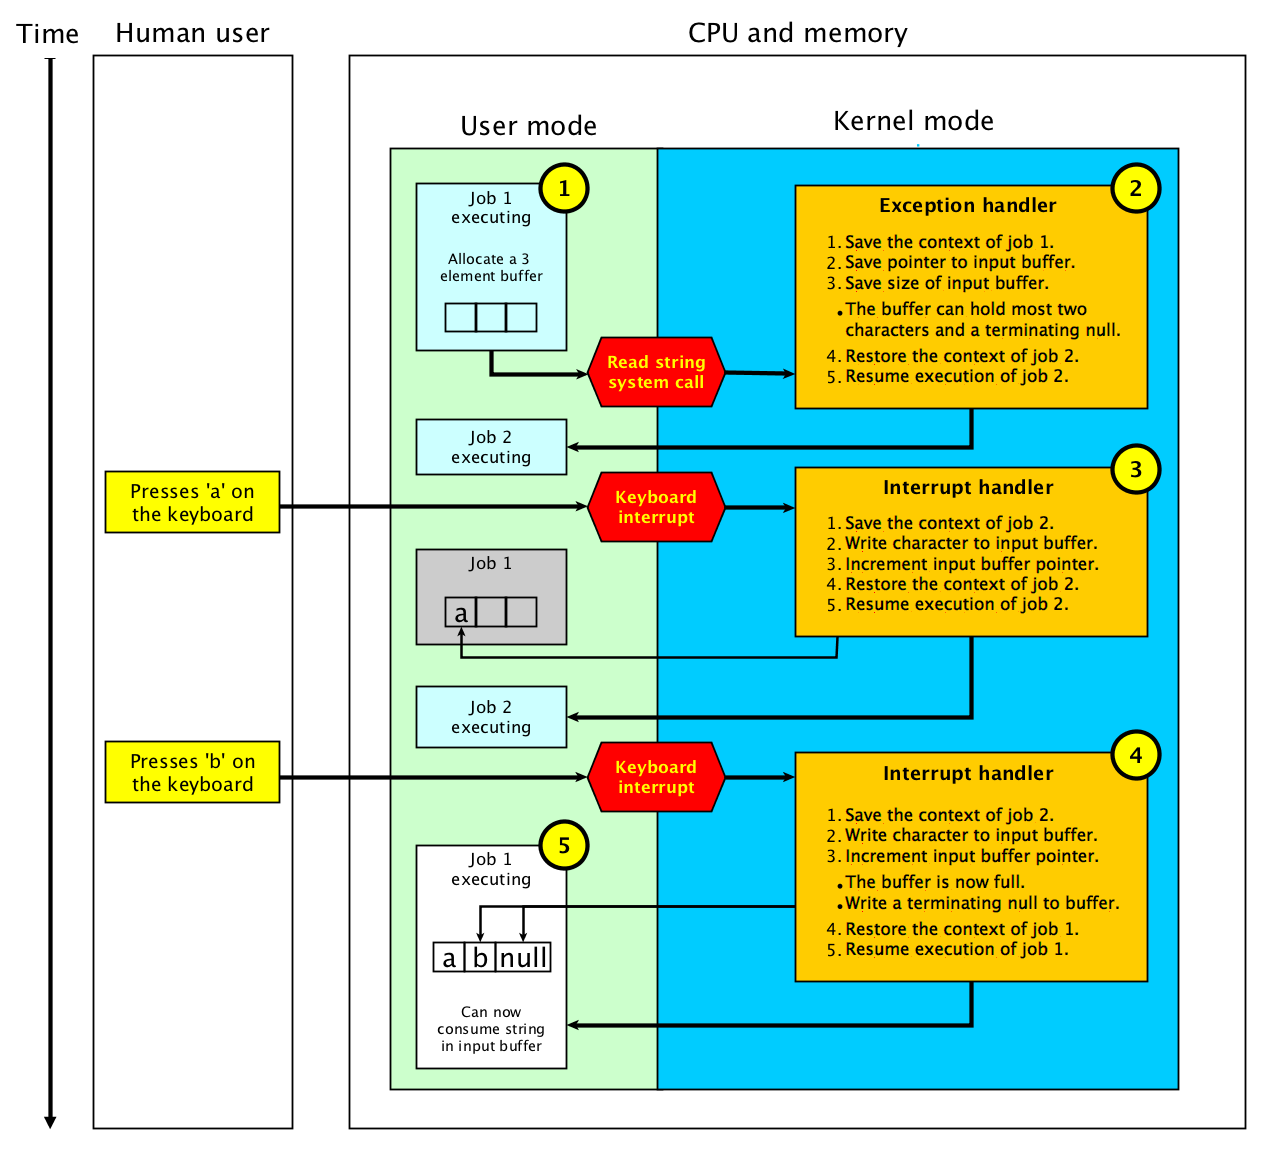 Time
Human user
CPU and memory
User mode
Kernel mode
1
Job 1
executing
Allocate a 3
element buffer
2
Exception handler
1. Save the context of job 1.
2. Save pointer to input buffer.
3. Save size of input buffer.
• The buffer can hold most two
characters and a terminating null.
4. Restore the context of job 2.
5. Resume execution of job 2.
Read string
system call
Job 2
executing
Presses 'a' on
the keyboard
Keyboard
interrupt
3
Interrupt handler
1. Save the context of job 2.
2. Write character to input buffer.
3. Increment input buffer pointer.
4. Restore the context of job 2.
5. Resume execution of job 2.
Job 1
a
Job 2
executing
Presses 'b' on
the keyboard
Keyboard
interrupt
4
Interrupt handler
1. Save the context of job 2.
2. Write character to input buffer.
3. Increment input buffer pointer.
• The buffer is now full.
• Write a terminating null to buffer.
4. Restore the context of job 1.
5. Resume execution of job 1.
5
Job 1
executing
a b null
Can now
consume string
in input buffer